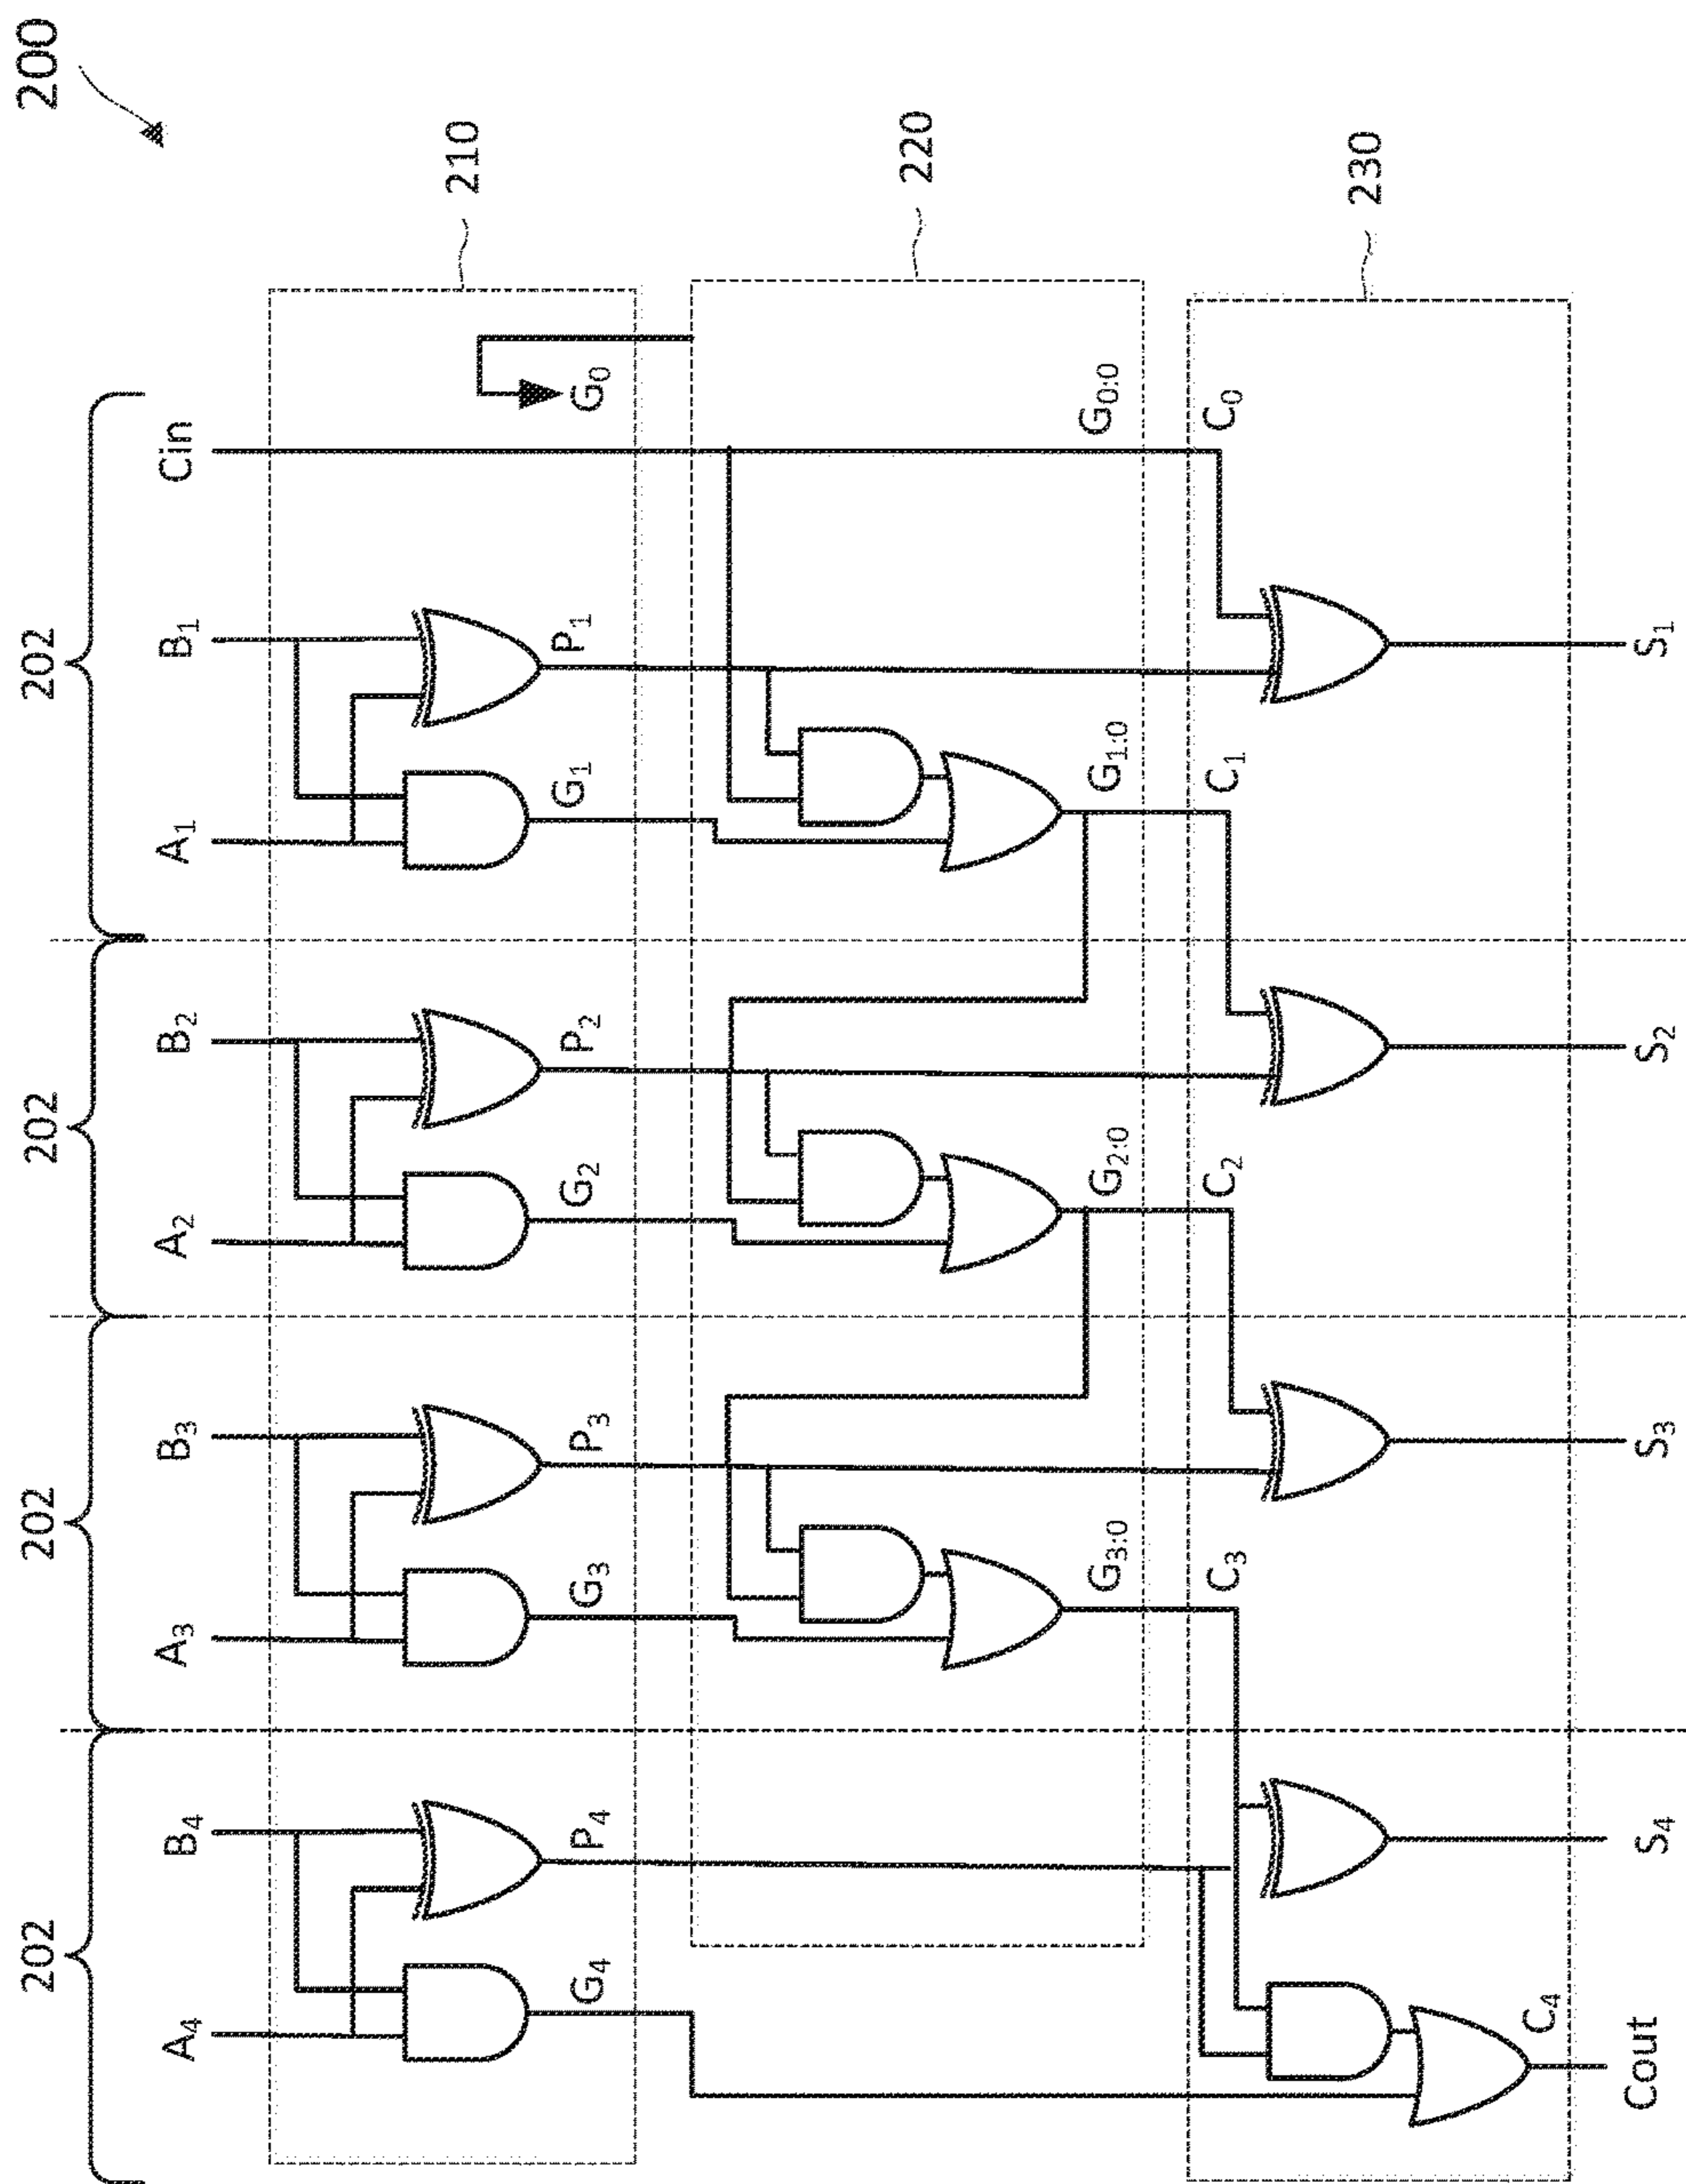 200
202 202 202 202
A₄ B₄ A₃ B₃ A₂ B₂ A₁ B₁ Cin
210
G₄ P₄ G₃ P₃ G₂ P₂ G₁ P₁ G₀
220
G₃:₀ G₂:₀ G₁:₀ G₀:₀
C₃ C₂ C₁ C₀
230
C₄
Cout S₄ S₃ S₂ S₁